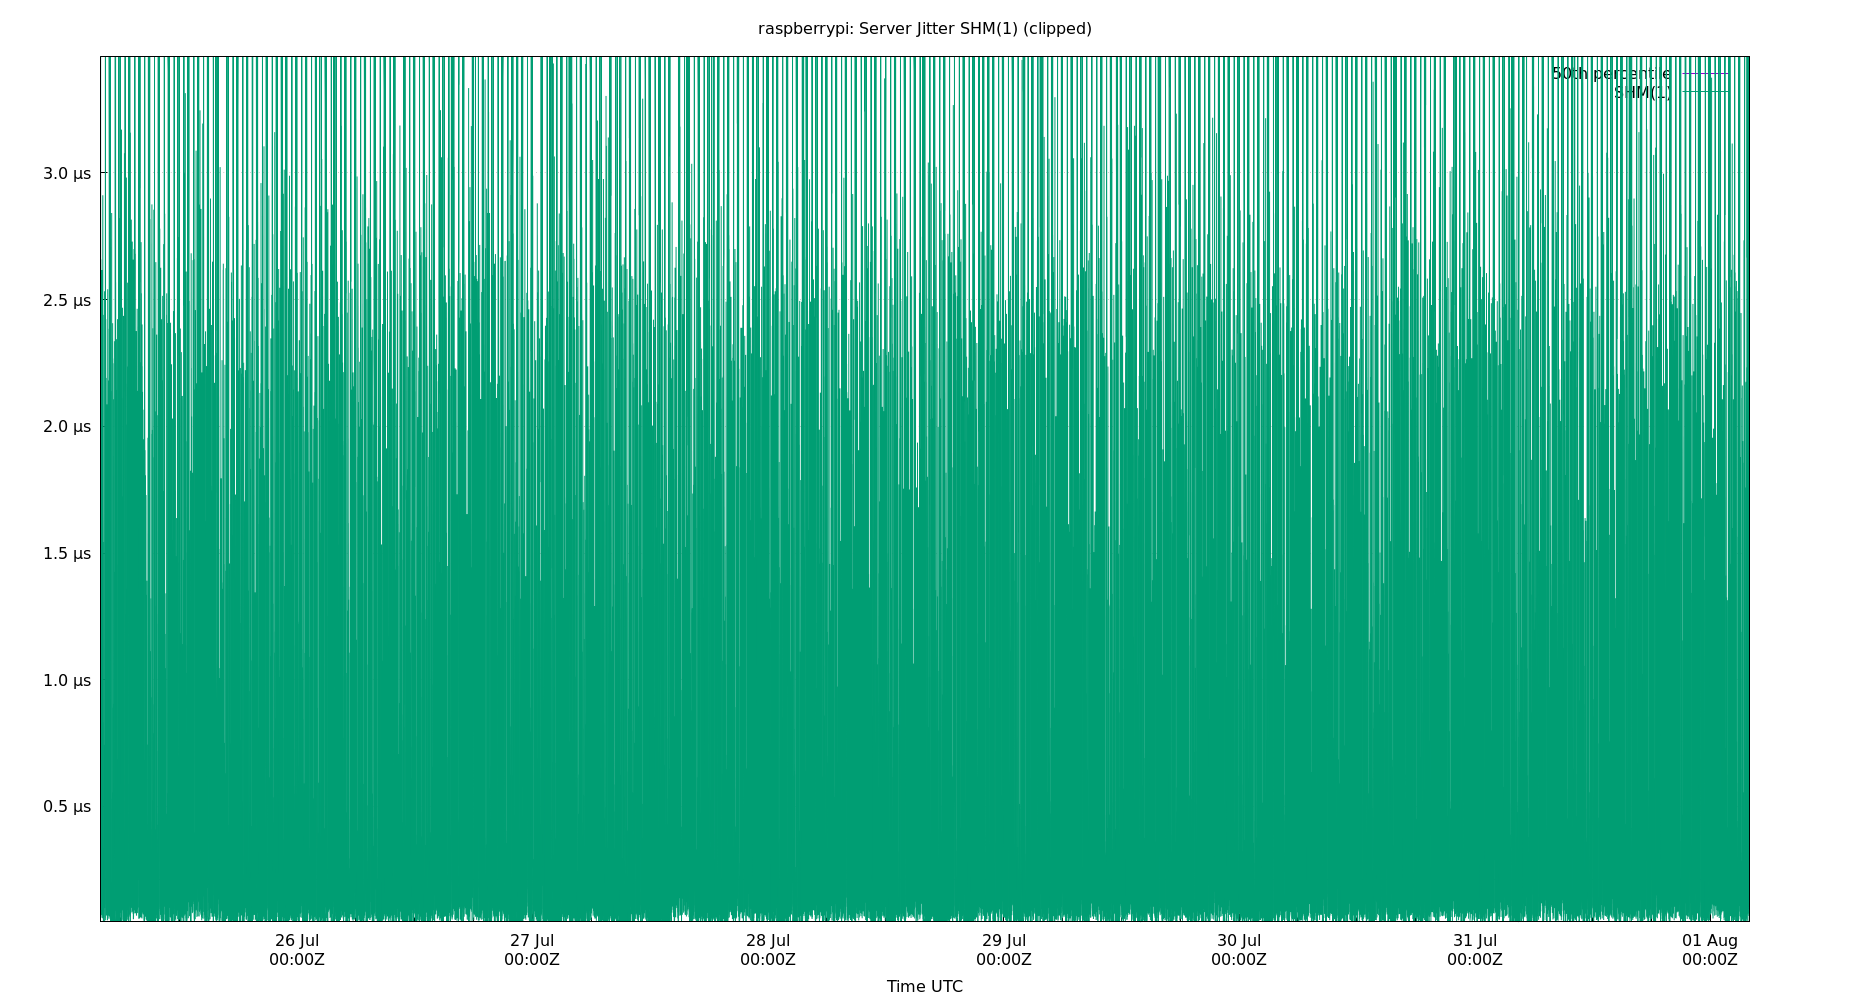 raspberrypi: Server Jitter SHM(1) (clipped)
50th percentile
SHM(1)
3.0 µs
2.5 µs
2.0 µs
1.5 µs
1.0 µs
0.5 µs
26 Jul 27 Jul 28 Jul 29 Jul 30 Jul 31 Jul 01 Aug
00:00Z 00:00Z 00:00Z 00:00Z 00:00Z 00:00Z 00:00Z
Time UTC